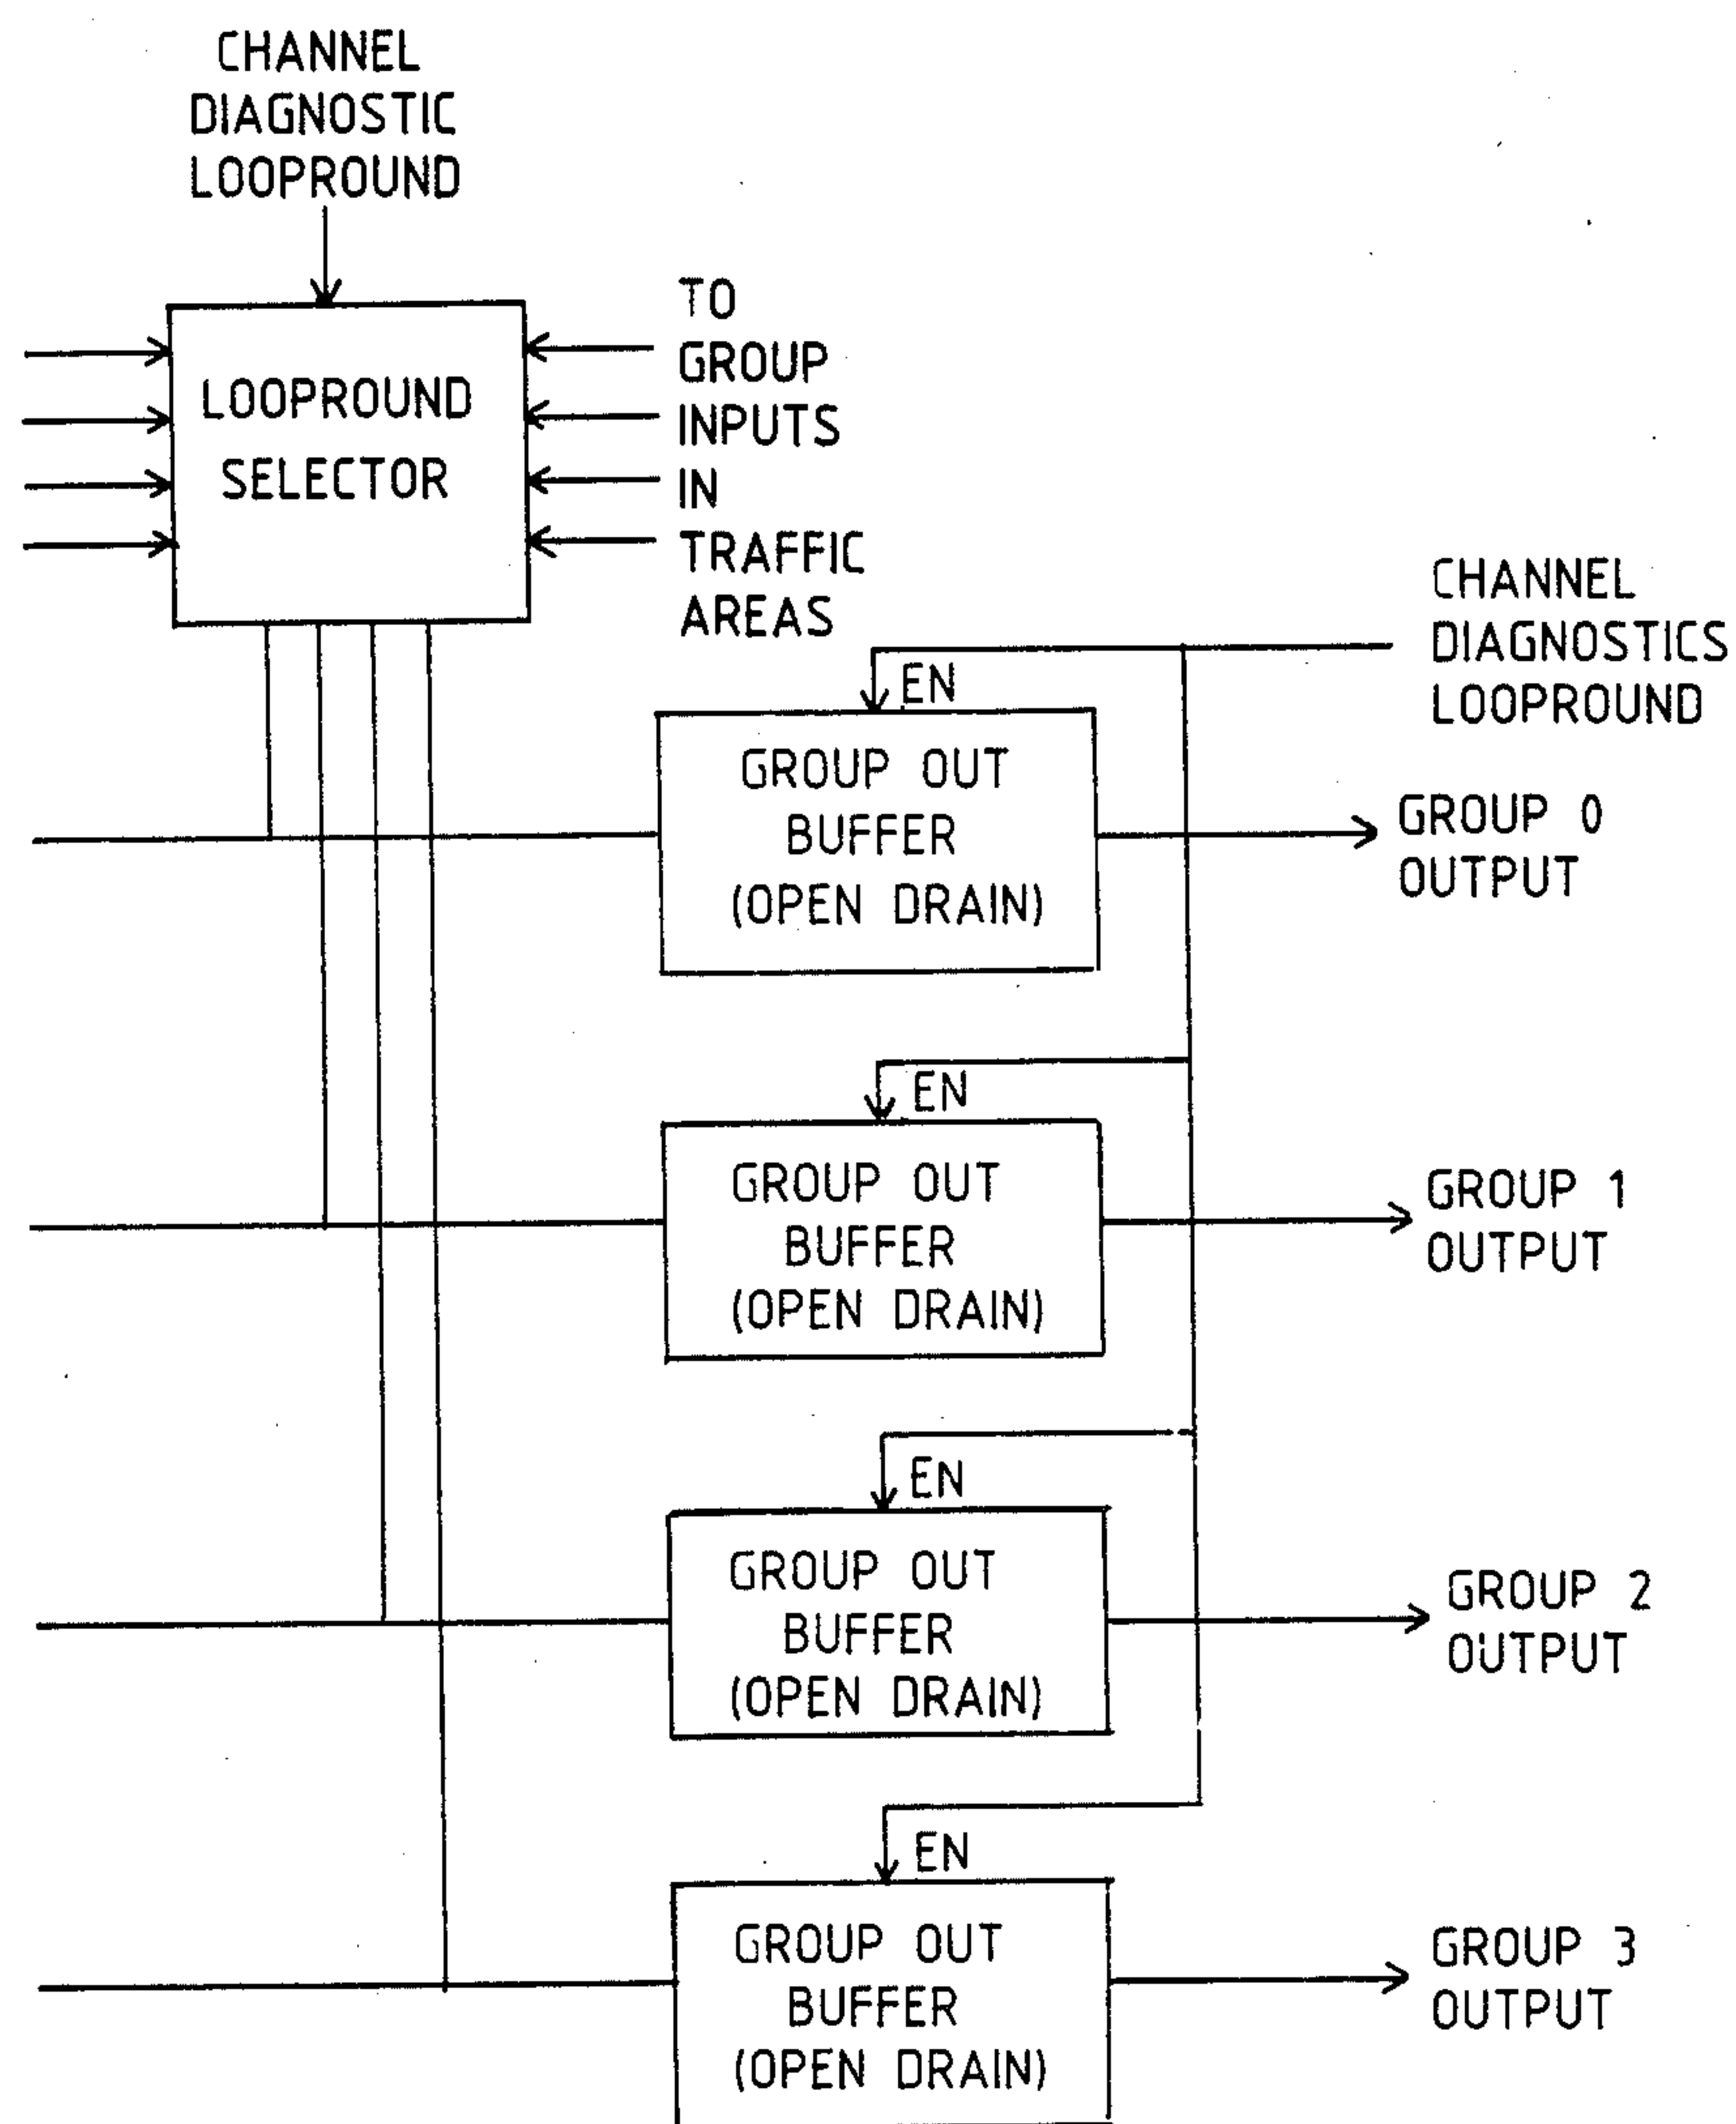 CHANNEL
DIAGNOSTIC
LOOPROUND
LOOPROUND
SELECTOR
TO
GROUP
INPUTS
IN
TRAFFIC
AREAS
CHANNEL
DIAGNOSTICS
LOOPROUND
EN
GROUP OUT
BUFFER
(OPEN DRAIN)
GROUP 0
OUTPUT
EN
GROUP OUT
BUFFER
(OPEN DRAIN)
GROUP 1
OUTPUT
EN
GROUP OUT
BUFFER
(OPEN DRAIN)
GROUP 2
OUTPUT
EN
GROUP OUT
BUFFER
(OPEN DRAIN)
GROUP 3
OUTPUT